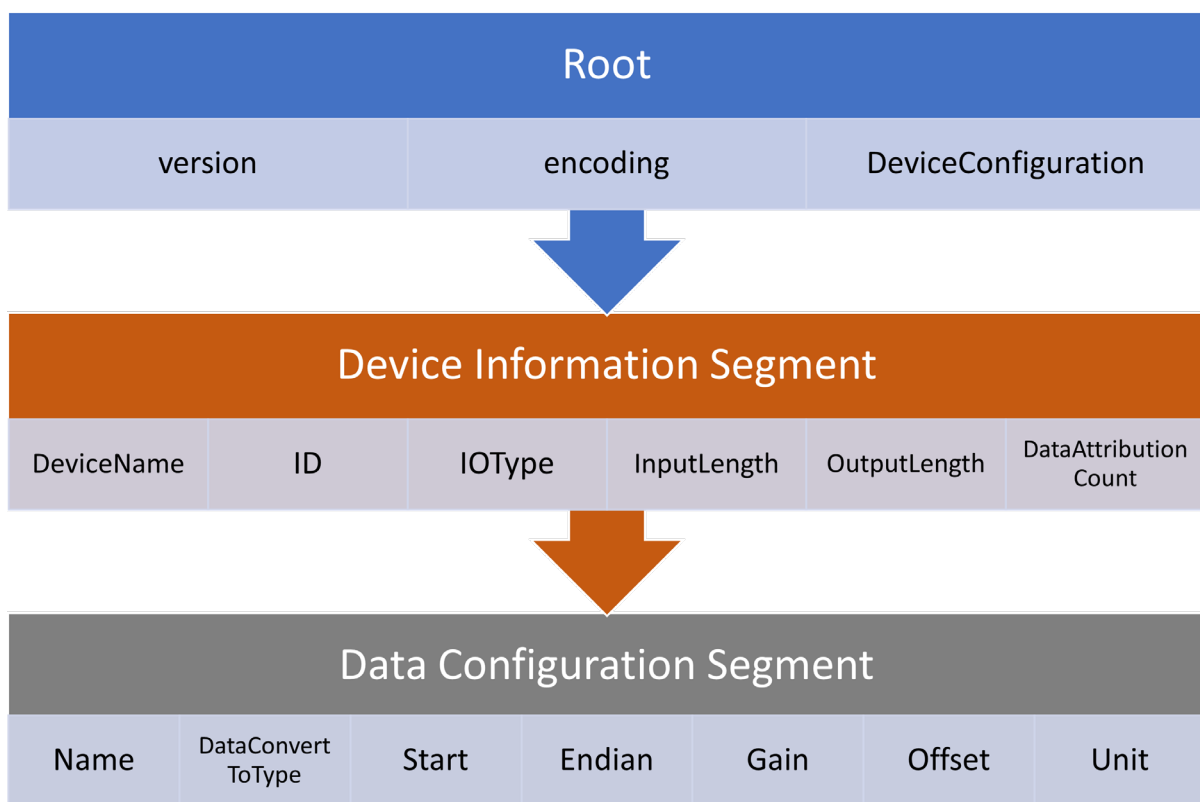 Root
version
encoding
DeviceConfiguration
Device Information Segment
DeviceName
ID
IOType
InputLength
OutputLength
DataAttribution
Count
Data Configuration Segment
Name
DataConvert
ToType
Start
Endian
Gain
Offset
Unit